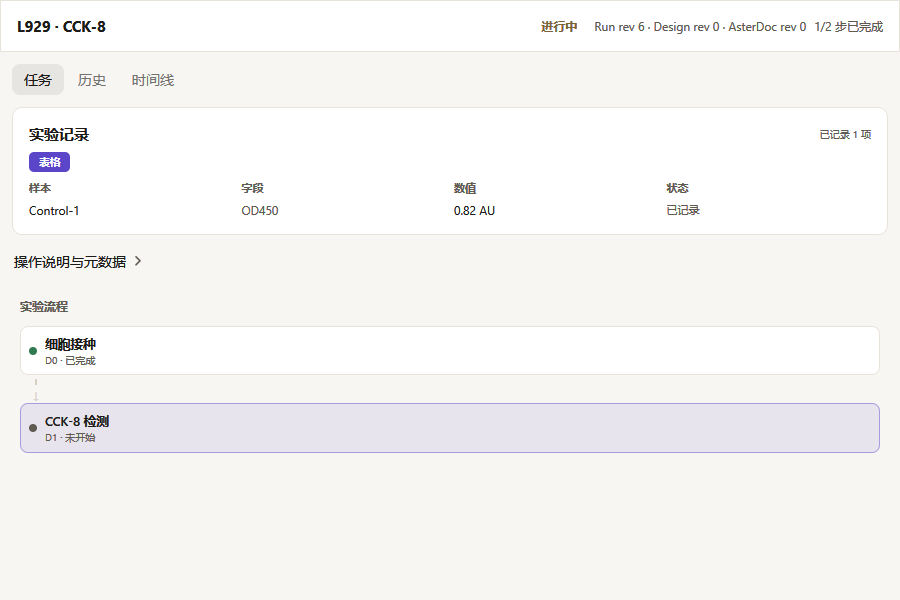 L929 · CCK-8
进行中 Run rev 6 · Design rev 0 · AsterDoc rev 0 1/2 步已完成
任务 历史 时间线
实验记录 已记录 1 项
表格
样本 字段 数值 状态
Control-1 OD450 0.82 AU 已记录
操作说明与元数据
实验流程
细胞接种
D0 · 已完成
CCK-8 检测
D1 · 未开始